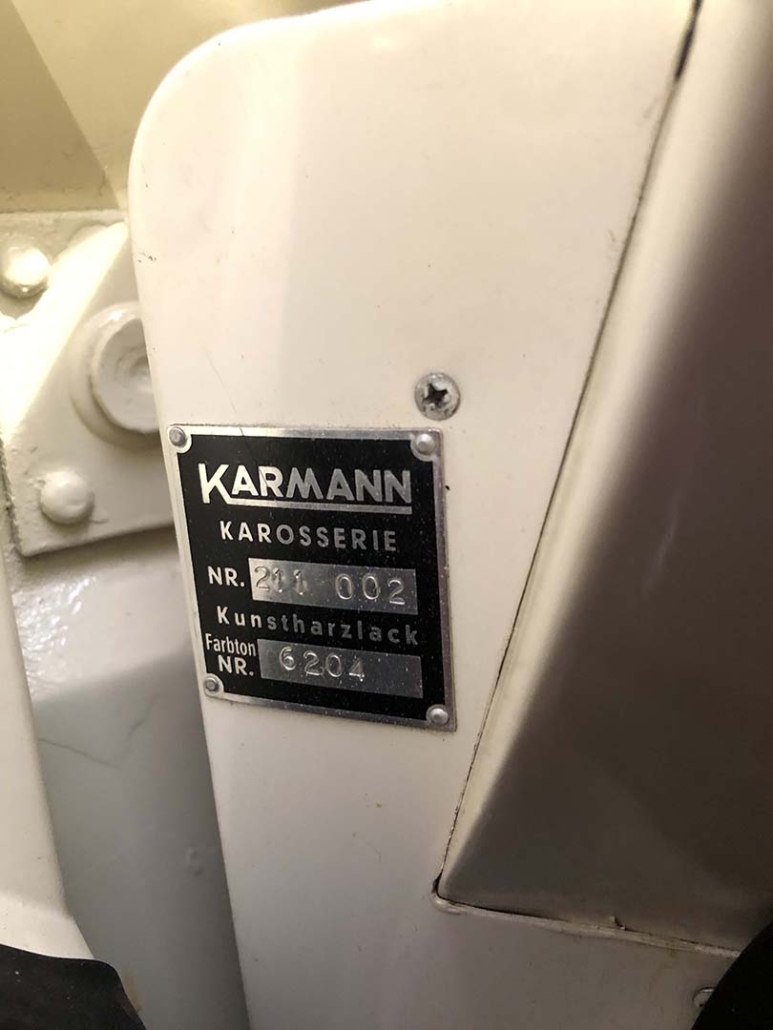 KARMANN
KAROSSERIE
NR. 211 002
Kunstharzlack
Farbton
NR. 6204